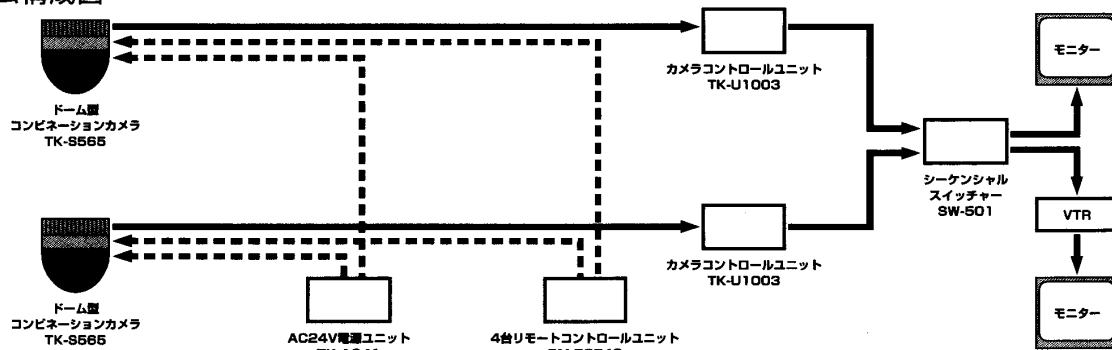 構成図
ドーム型
コンビネーションカメラ
TK-S565
カメラコントロールユニット
TK-U1003
モニター
シーケンシャル
スイッチャー
SW-501
VTR
ドーム型
コンビネーションカメラ
TK-S565
AC24V電源ユニット
4台リモートコントロールユニット
カメラコントロールユニット
TK-U1003
モニター